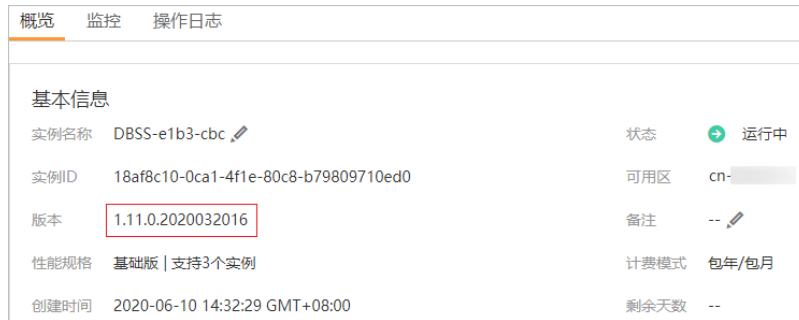 概览 监控 操作日志
基本信息
实例名称 DBSS-e1b3-cbc 状态 运行中
实例ID 18af8c10-0ca1-4f1e-80c8-b79809710ed0 可用区 cn-
版本 1.11.0.2020032016 备注 --
性能规格 基础版 | 支持3个实例 计费模式 包年/包月
创建时间 2020-06-10 14:32:29 GMT+08:00 剩余天数 --